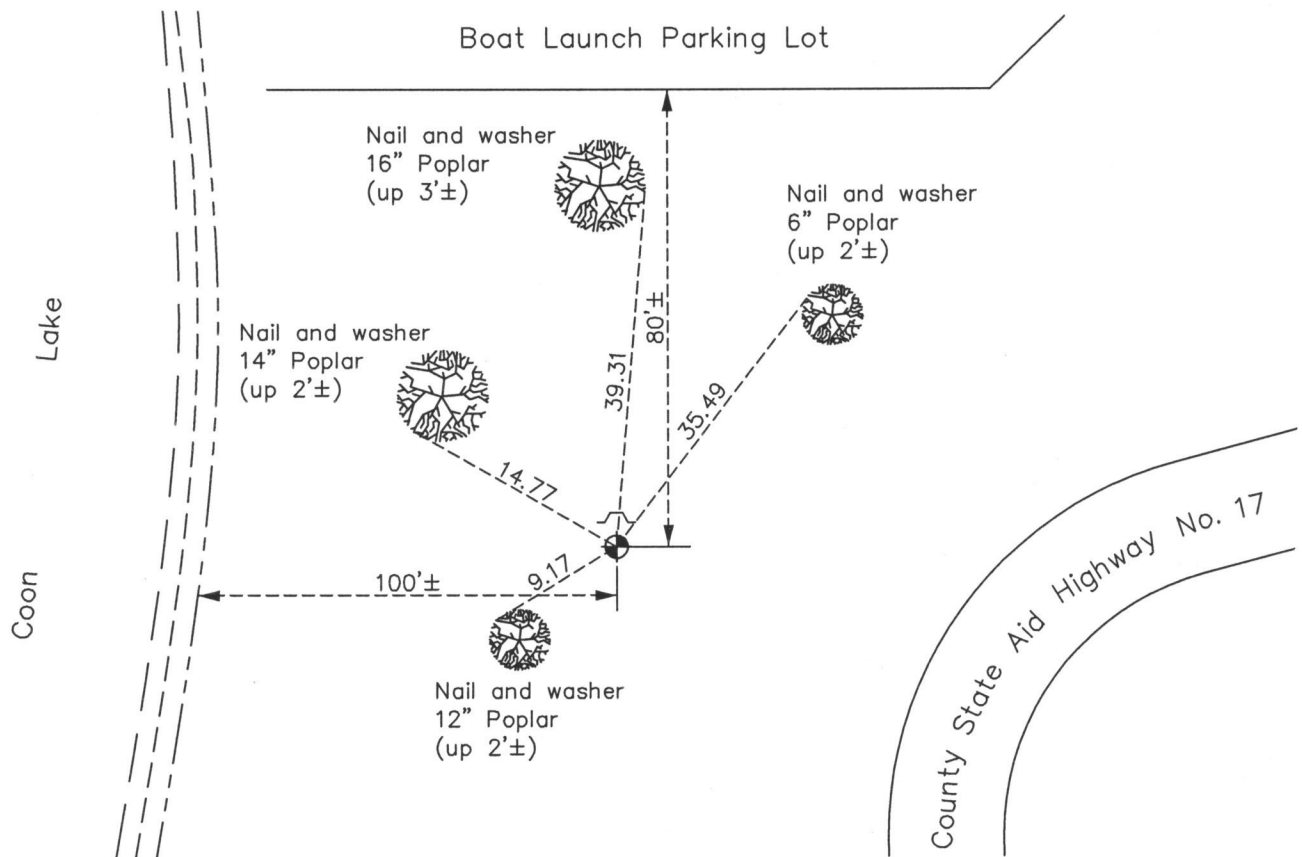 Boat Launch Parking Lot
Nail and washer
16" Poplar
(up 3'±)
Nail and washer
6" Poplar
(up 2'±)
Nail and washer
14" Poplar
(up 2'±)
80'±
39.31
35.49
14.77
9.17
100'±
Nail and washer
12" Poplar
(up 2'±)
Coon Lake
County State Aid Highway No. 17